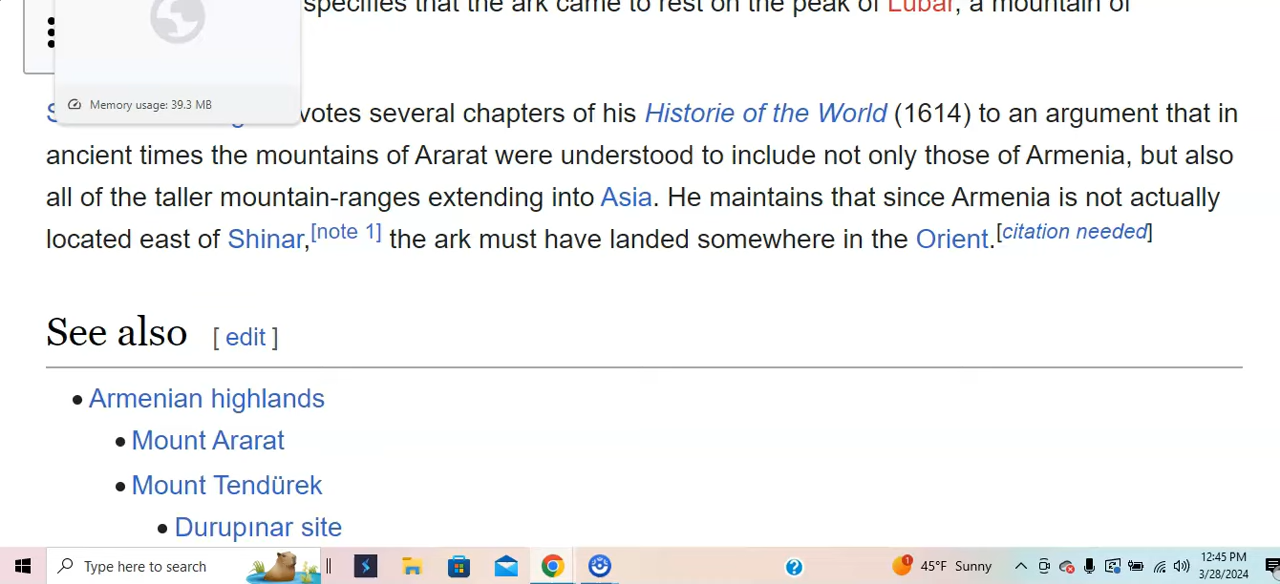 specifies that the ark came to rest on the peak of Lubar, a mountain of
Memory usage: 39.3 MB
votes several chapters of his Historie of the World (1614) to an argument that in
ancient times the mountains of Ararat were understood to include not only those of Armenia, but also
all of the taller mountain-ranges extending into Asia. He maintains that since Armenia is not actually
located east of Shinar,[note 1] the ark must have landed somewhere in the Orient.[citation needed]
See also [ edit ]
Armenian highlands
Mount Ararat
Mount Tendürek
Durupınar site
Type here to search
45°F Sunny
12:45 PM
3/28/2024